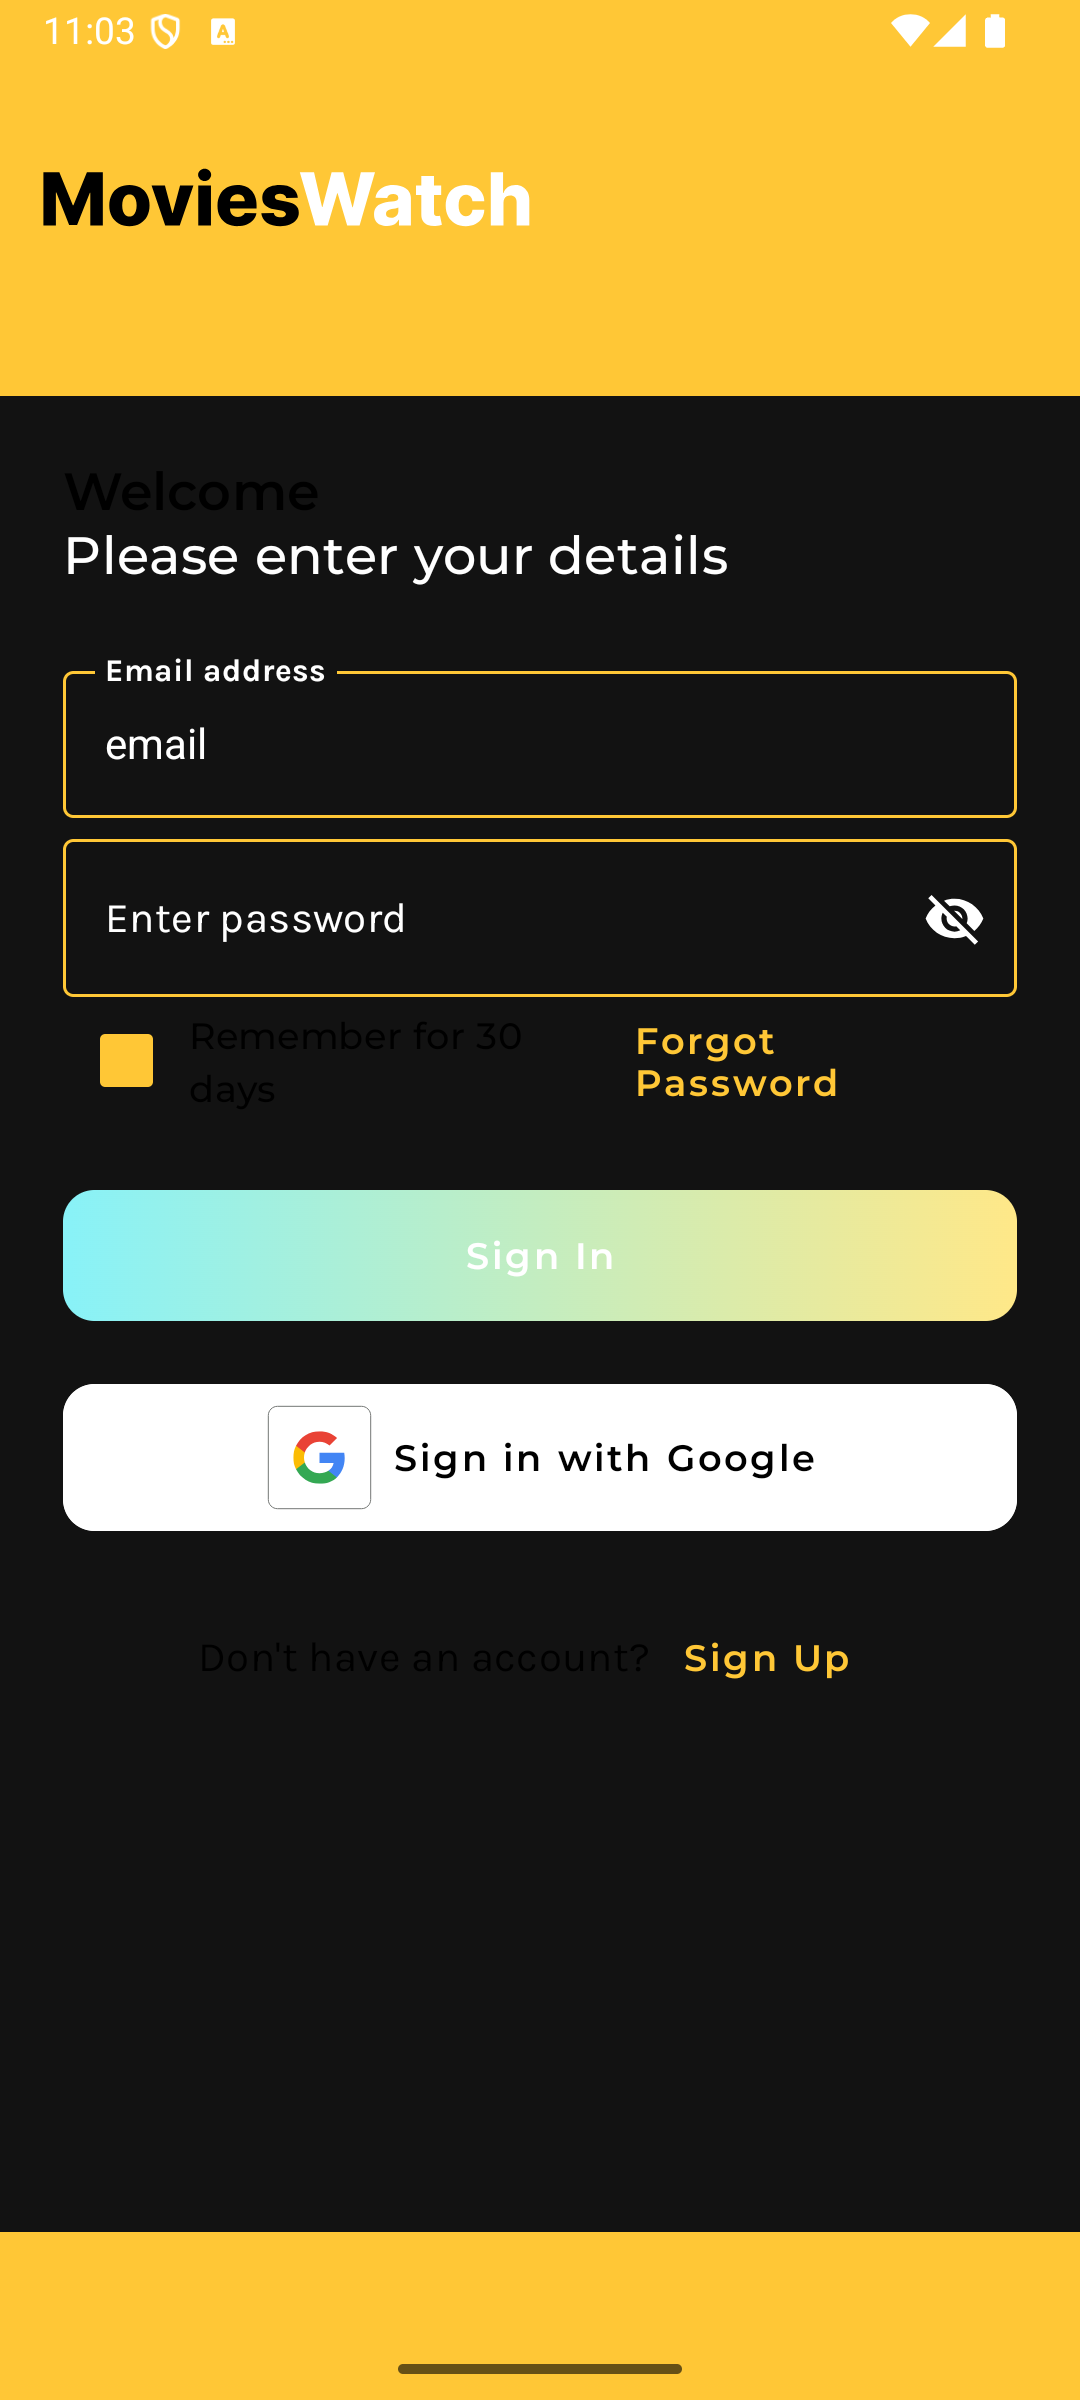 11:03
MoviesWatch
Welcome
Please enter your details
Email address
email
Enter password
Remember for 30
days
Forgot
Password
Sign In
Sign in with Google
Don't have an account? Sign Up